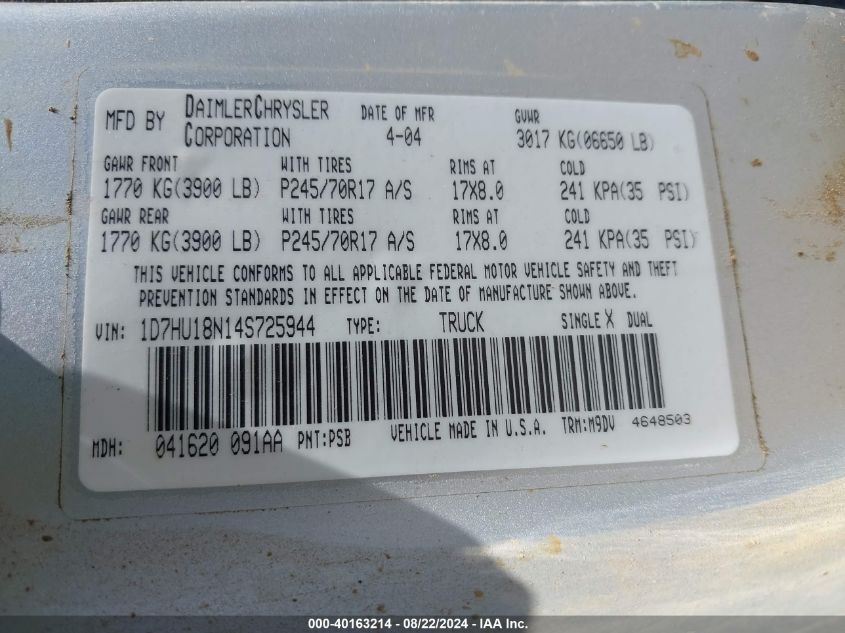 MFD BY DAIMLERCHRYSLER CORPORATION DATE OF MFR 4-04 GVWR 3017 KG(06650 LB)
GAWR FRONT WITH TIRES RIMS AT COLD
1770 KG(3900 LB) P245/70R17 A/S 17X8.0 241 KPA(35 PSI)
GAWR REAR WITH TIRES RIMS AT COLD
1770 KG(3900 LB) P245/70R17 A/S 17X8.0 241 KPA(35 PSI)
THIS VEHICLE CONFORMS TO ALL APPLICABLE FEDERAL MOTOR VEHICLE SAFETY AND THEFT
PREVENTION STANDARDS IN EFFECT ON THE DATE OF MANUFACTURE SHOWN ABOVE.
VIN: 1D7HU18N14S725944 TYPE: TRUCK SINGLE X DUAL
MDH: 041620 091AA PNT:PSB VEHICLE MADE IN U.S.A. TRM:M9DV 4648503
000-40163214 - 08/22/2024 - IAA Inc.